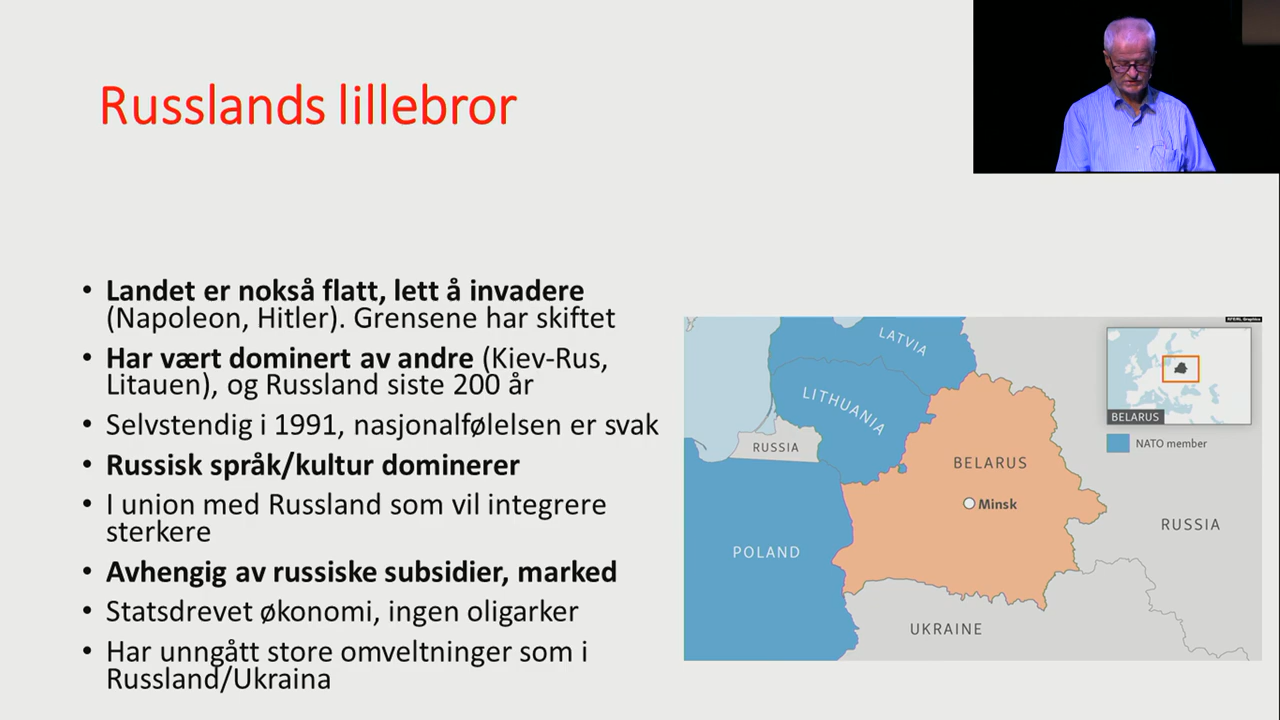 Russlands lillebror
• Landet er nokså flatt, lett å invadere
(Napoleon, Hitler). Grensene har skiftet
• Har vært dominert av andre (Kiev-Rus,
Litauen), og Russland siste 200 år
• Selvstendig i 1991, nasjonalfølelsen er svak
• Russisk språk/kultur dominerer
• I union med Russland som vil integrere
sterkere
• Avhengig av russiske subsidier, marked
• Statsdrevet økonomi, ingen oligarker
• Har unngått store omveltninger som i
Russland/Ukraina
LATVIA
LITHUANIA
RUSSIA
BELARUS
Minsk
POLAND
RUSSIA
UKRAINE
BELARUS
NATO member